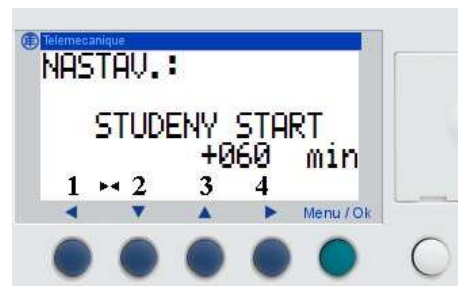 Telemecanique
NASTAV.:
STUDENY START
+060 min
1 2 3 4
Menu / Ok